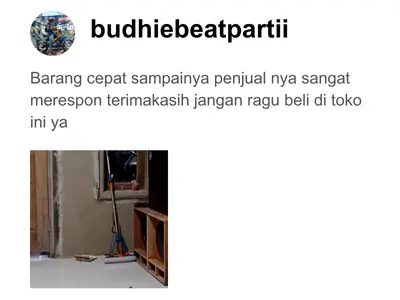 budhiebeatpartii
Barang cepat sampainya penjual nya sangat
merespon terimakasih jangan ragu beli di toko
ini ya